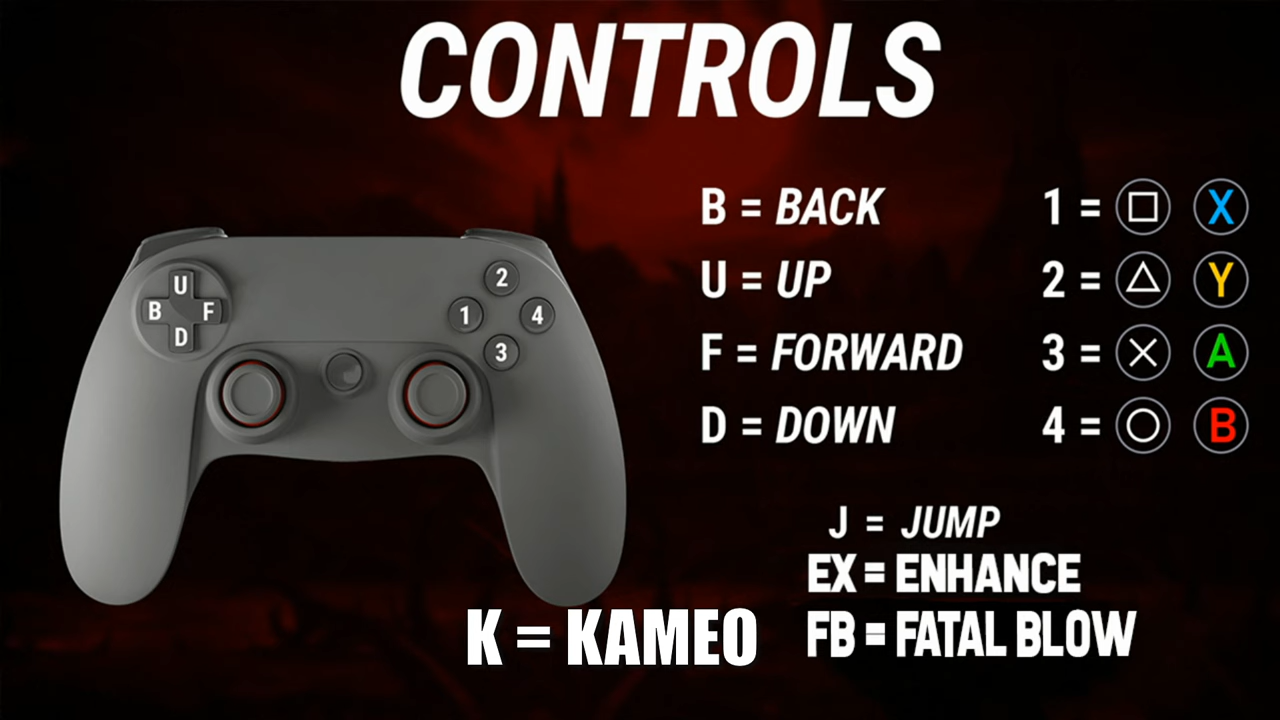 CONTROLS
B = BACK
U = UP
F = FORWARD
D = DOWN
1 = □ X
2 = △ Y
3 = ✕ A
4 = ○ B
U
B F
D
2
1 4
3
J = JUMP
EX = ENHANCE
FB = FATAL BLOW
K = KAMEO